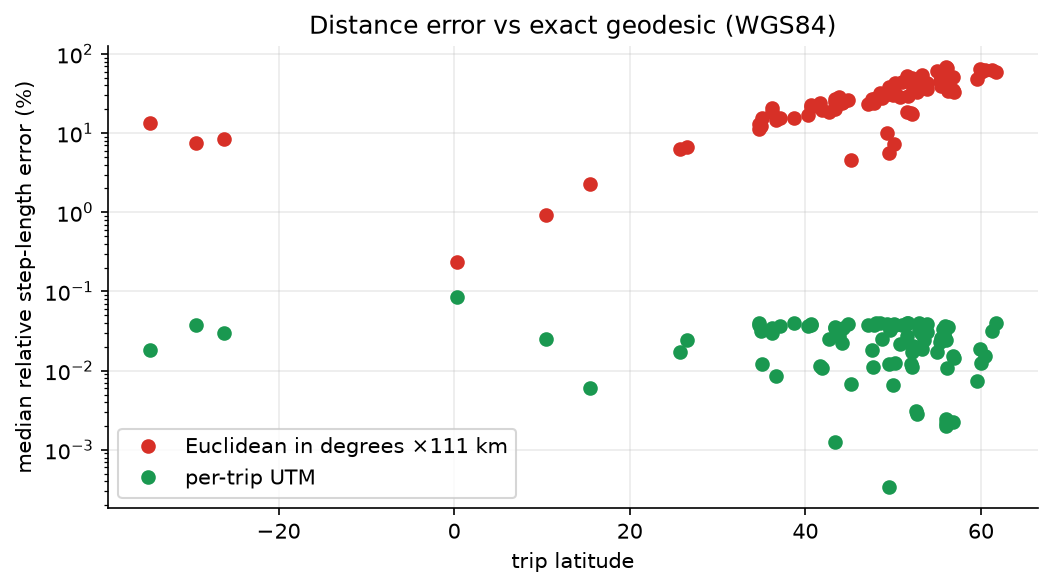 Distance error vs exact geodesic (WGS84)
median relative step-length error (%)
10²
10¹
10⁰
10⁻¹
10⁻²
10⁻³
Euclidean in degrees ×111 km
per-trip UTM
−20 0 20 40 60
trip latitude